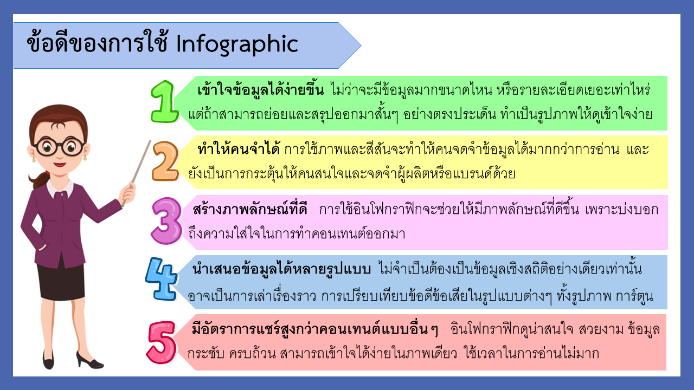 ข้อดีของการใช้ Infographic
1 เข้าใจข้อมูลได้ง่ายขึ้น ไม่ว่าจะมีข้อมูลมากขนาดไหน หรือรายละเอียดเยอะเท่าไหร่
แต่ถ้าสามารถย่อยและสรุปออกมาสั้นๆ อย่างตรงประเด็น ทำเป็นรูปภาพให้ดูเข้าใจง่าย
2 ทำให้คนจำได้ การใช้ภาพและสีสันจะทำให้คนจดจำข้อมูลได้มากกว่าการอ่าน และ
ยังเป็นการกระตุ้นให้คนสนใจและจดจำผู้ผลิตหรือแบรนด์ด้วย
3 สร้างภาพลักษณ์ที่ดี การใช้อินโฟกราฟิกจะช่วยให้มีภาพลักษณ์ที่ดีขึ้น เพราะบ่งบอก
ถึงความใส่ใจในการทำคอนเทนต์ออกมา
4 นำเสนอข้อมูลได้หลายรูปแบบ ไม่จำเป็นต้องเป็นข้อมูลเชิงสถิติอย่างเดียวเท่านั้น
อาจเป็นการเล่าเรื่องราว การเปรียบเทียบข้อดีข้อเสียในรูปแบบต่างๆ ทั้งรูปภาพ การ์ตูน
5 มีอัตราการแชร์สูงกว่าคอนเทนต์แบบอื่นๆ อินโฟกราฟิกดูน่าสนใจ สวยงาม ข้อมูล
กระชับ ครบถ้วน สามารถเข้าใจได้ง่ายในภาพเดียว ใช้เวลาในการอ่านไม่มาก